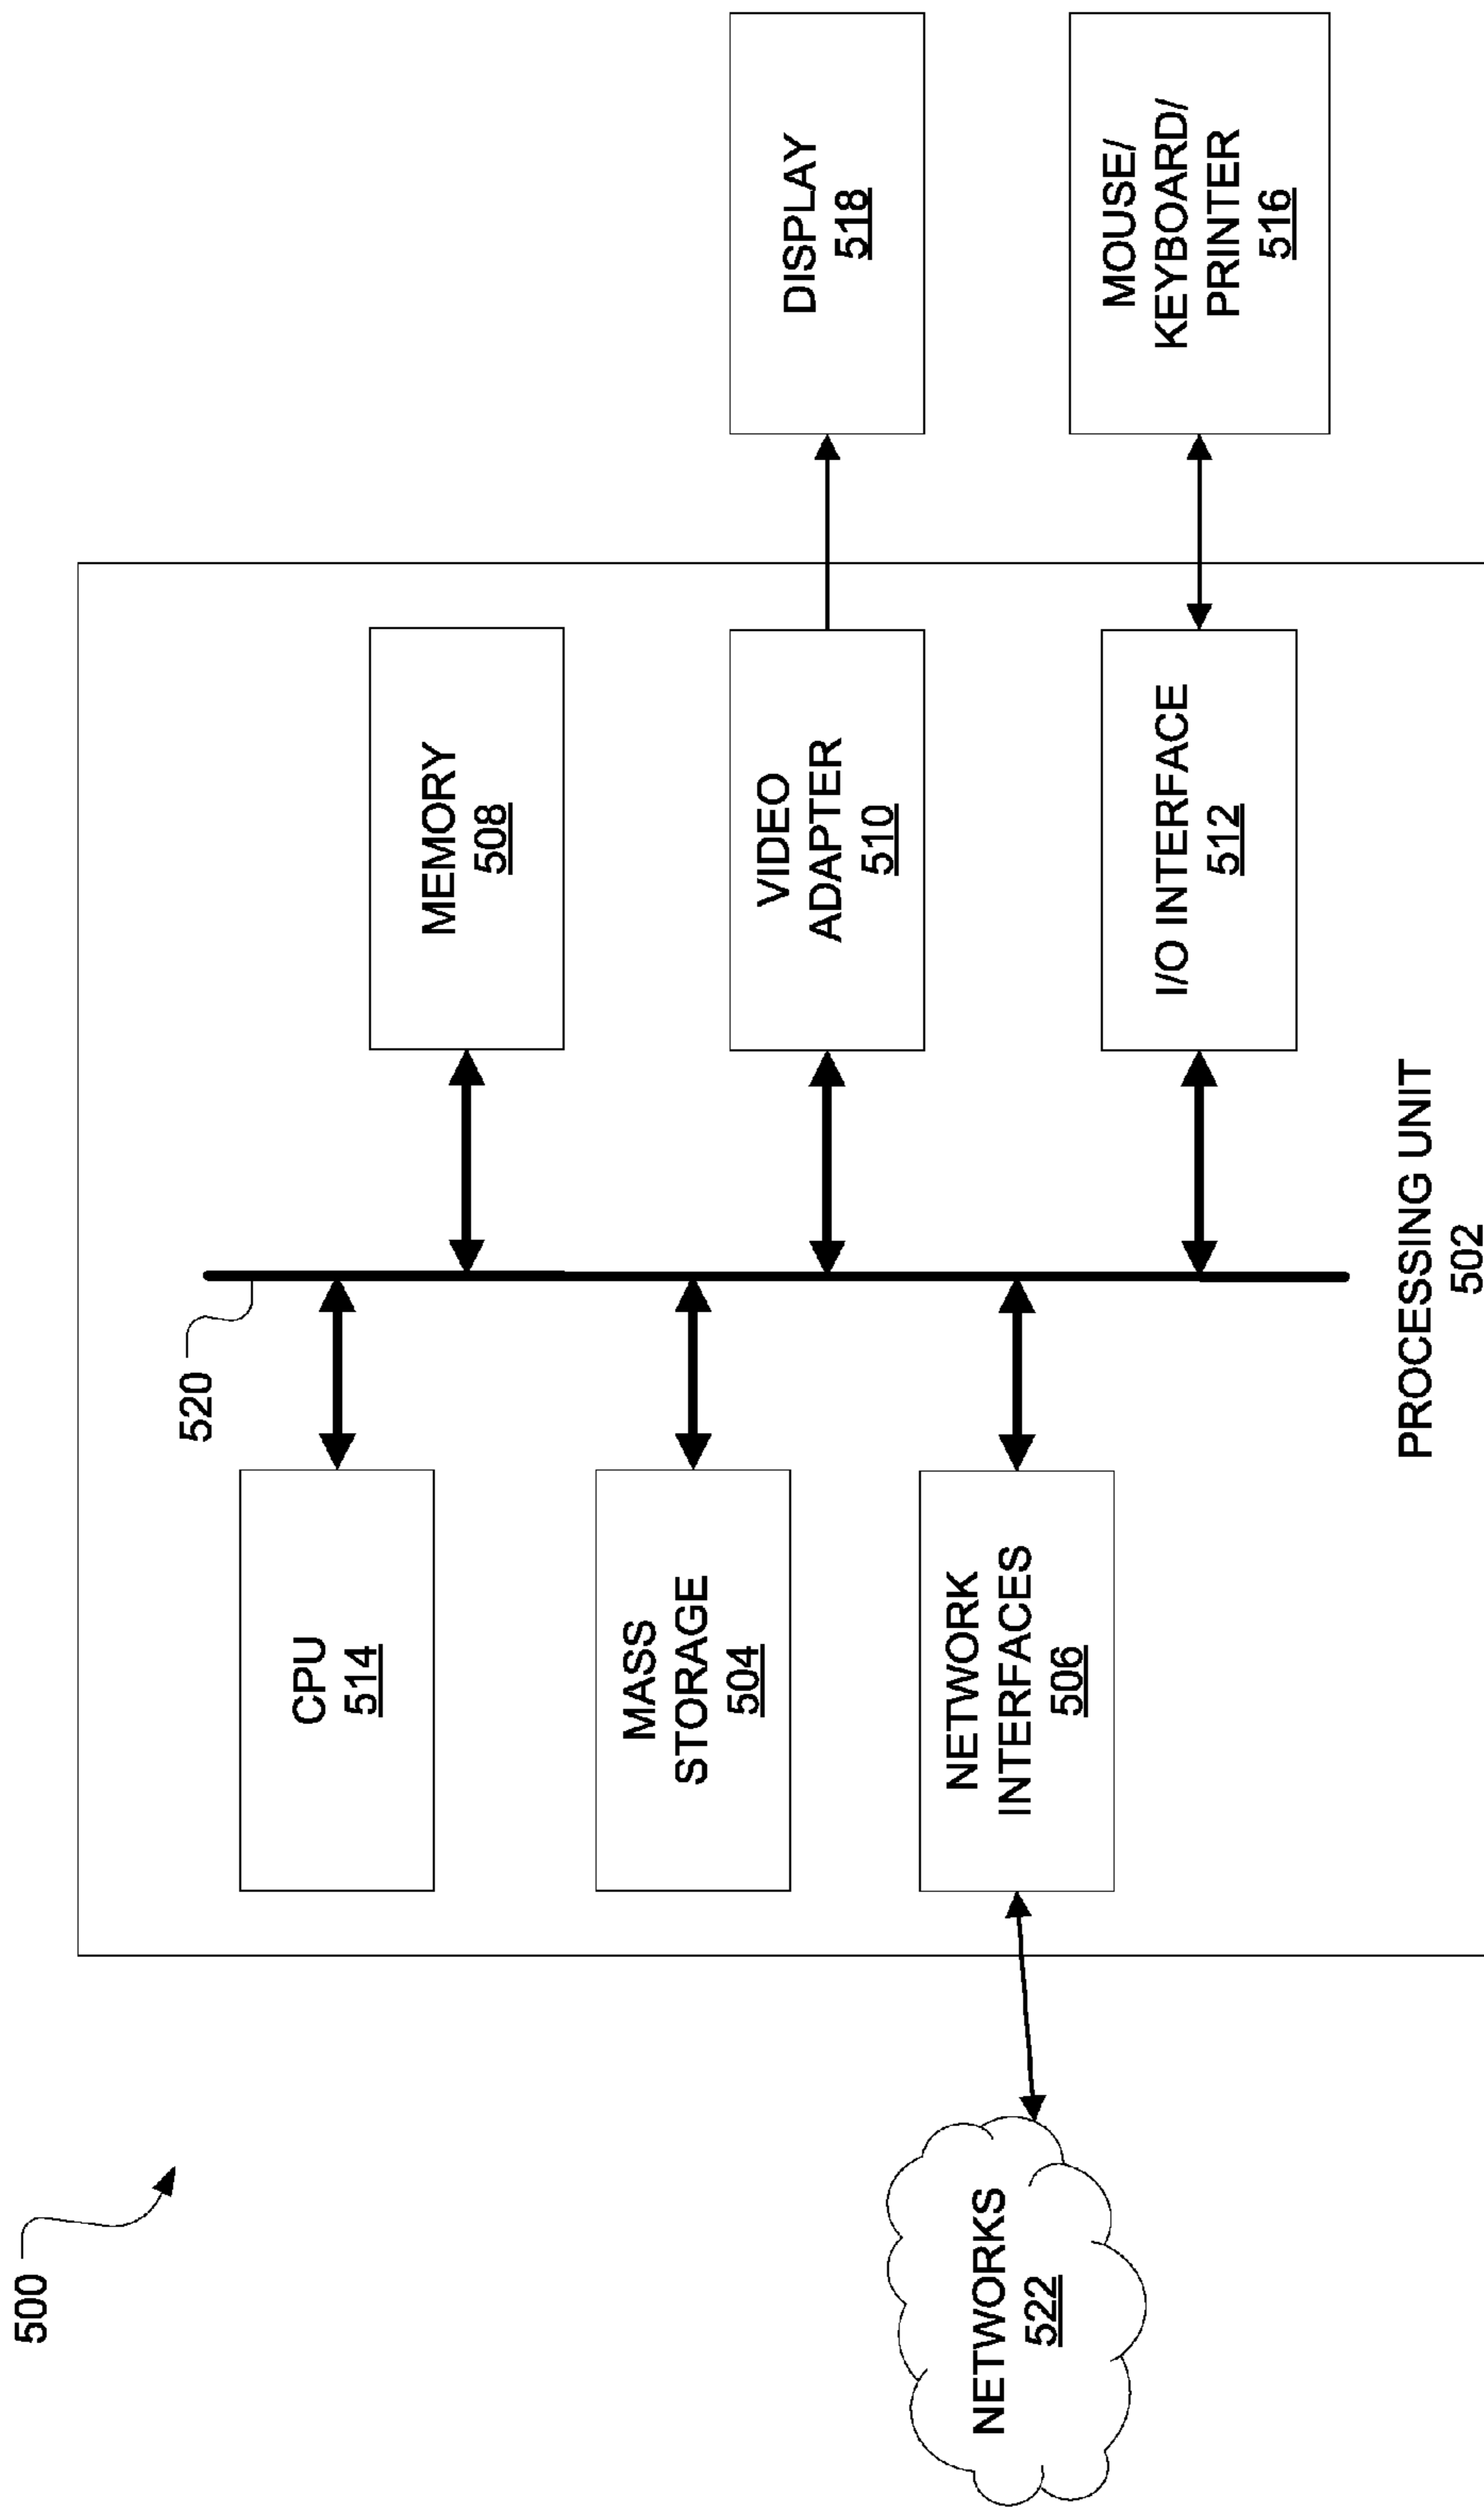 500
520
CPU
514
MEMORY
508
MASS
STORAGE
504
VIDEO
ADAPTER
510
DISPLAY
518
NETWORKS
522
NETWORK
INTERFACES
506
I/O INTERFACE
512
MOUSE/
KEYBOARD/
PRINTER
516
PROCESSING UNIT
502